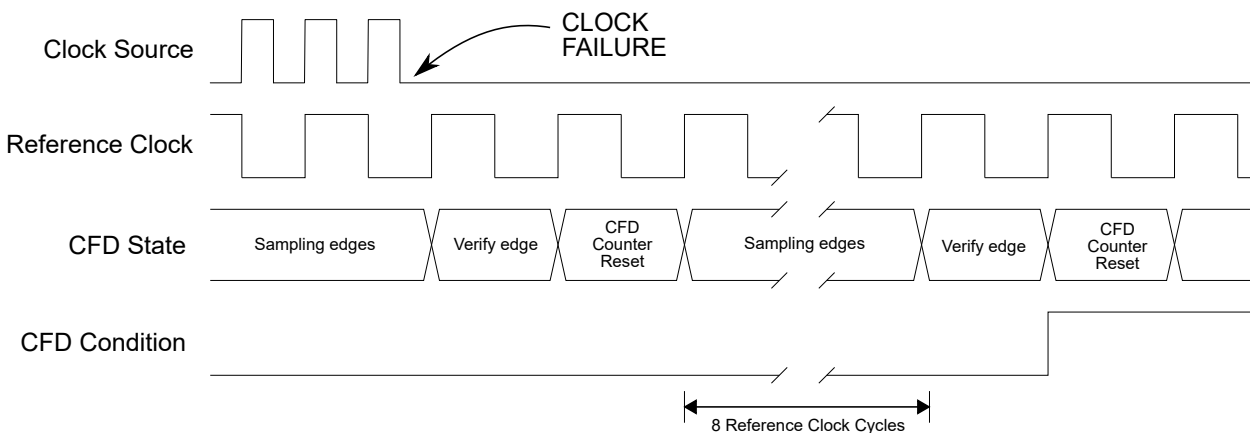 Clock Source
CLOCK
FAILURE
Reference Clock
CFD State
Sampling edges
Verify edge
CFD
Counter
Reset
Sampling edges
Verify edge
CFD
Counter
Reset
CFD Condition
8 Reference Clock Cycles